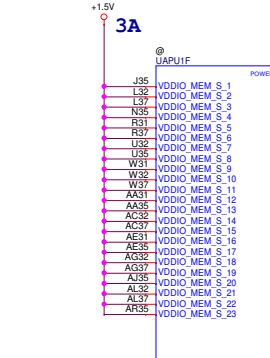 +1.5V
3A
@
UAPU1F
POWE
J35 VDDIO_MEM_S_1
L32 VDDIO_MEM_S_2
L37 VDDIO_MEM_S_3
N35 VDDIO_MEM_S_4
R31 VDDIO_MEM_S_5
R37 VDDIO_MEM_S_6
U32 VDDIO_MEM_S_7
U35 VDDIO_MEM_S_8
W31 VDDIO_MEM_S_9
W32 VDDIO_MEM_S_10
W37 VDDIO_MEM_S_11
AA31 VDDIO_MEM_S_12
AA35 VDDIO_MEM_S_13
AC32 VDDIO_MEM_S_14
AC37 VDDIO_MEM_S_15
AE31 VDDIO_MEM_S_16
AE35 VDDIO_MEM_S_17
AG32 VDDIO_MEM_S_18
AG37 VDDIO_MEM_S_19
AJ35 VDDIO_MEM_S_20
AL32 VDDIO_MEM_S_21
AL37 VDDIO_MEM_S_22
AR35 VDDIO_MEM_S_23